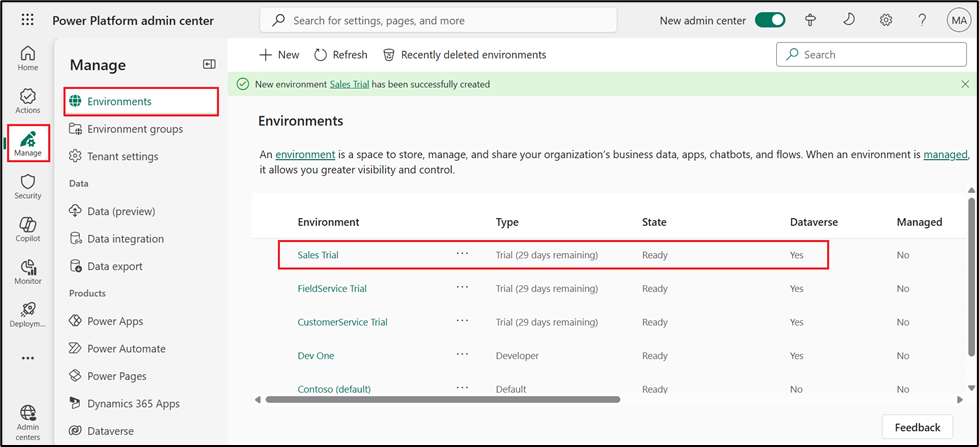 Power Platform admin center
Search for settings, pages, and more
New admin center
?
MA
Home
Actions
Manage
Security
Copilot
Monitor
Deploym...
Admin
centers
Manage
Environments
Environment groups
Tenant settings
Data
Data (preview)
Data integration
Data export
Products
Power Apps
Power Automate
Power Pages
Dynamics 365 Apps
Dataverse
New
Refresh
Recently deleted environments
Search
New environment Sales Trial has been successfully created
Environments
An environment is a space to store, manage, and share your organization's business data, apps, chatbots, and flows. When an environment is managed,
it allows you greater visibility and control.
Environment Type State Dataverse Managed
Sales Trial ... Trial (29 days remaining) Ready Yes No
FieldService Trial ... Trial (29 days remaining) Ready Yes No
CustomerService Trial ... Trial (29 days remaining) Ready Yes No
Dev One ... Developer Ready Yes No
Contoso (default) ... Default Ready No No
Feedback